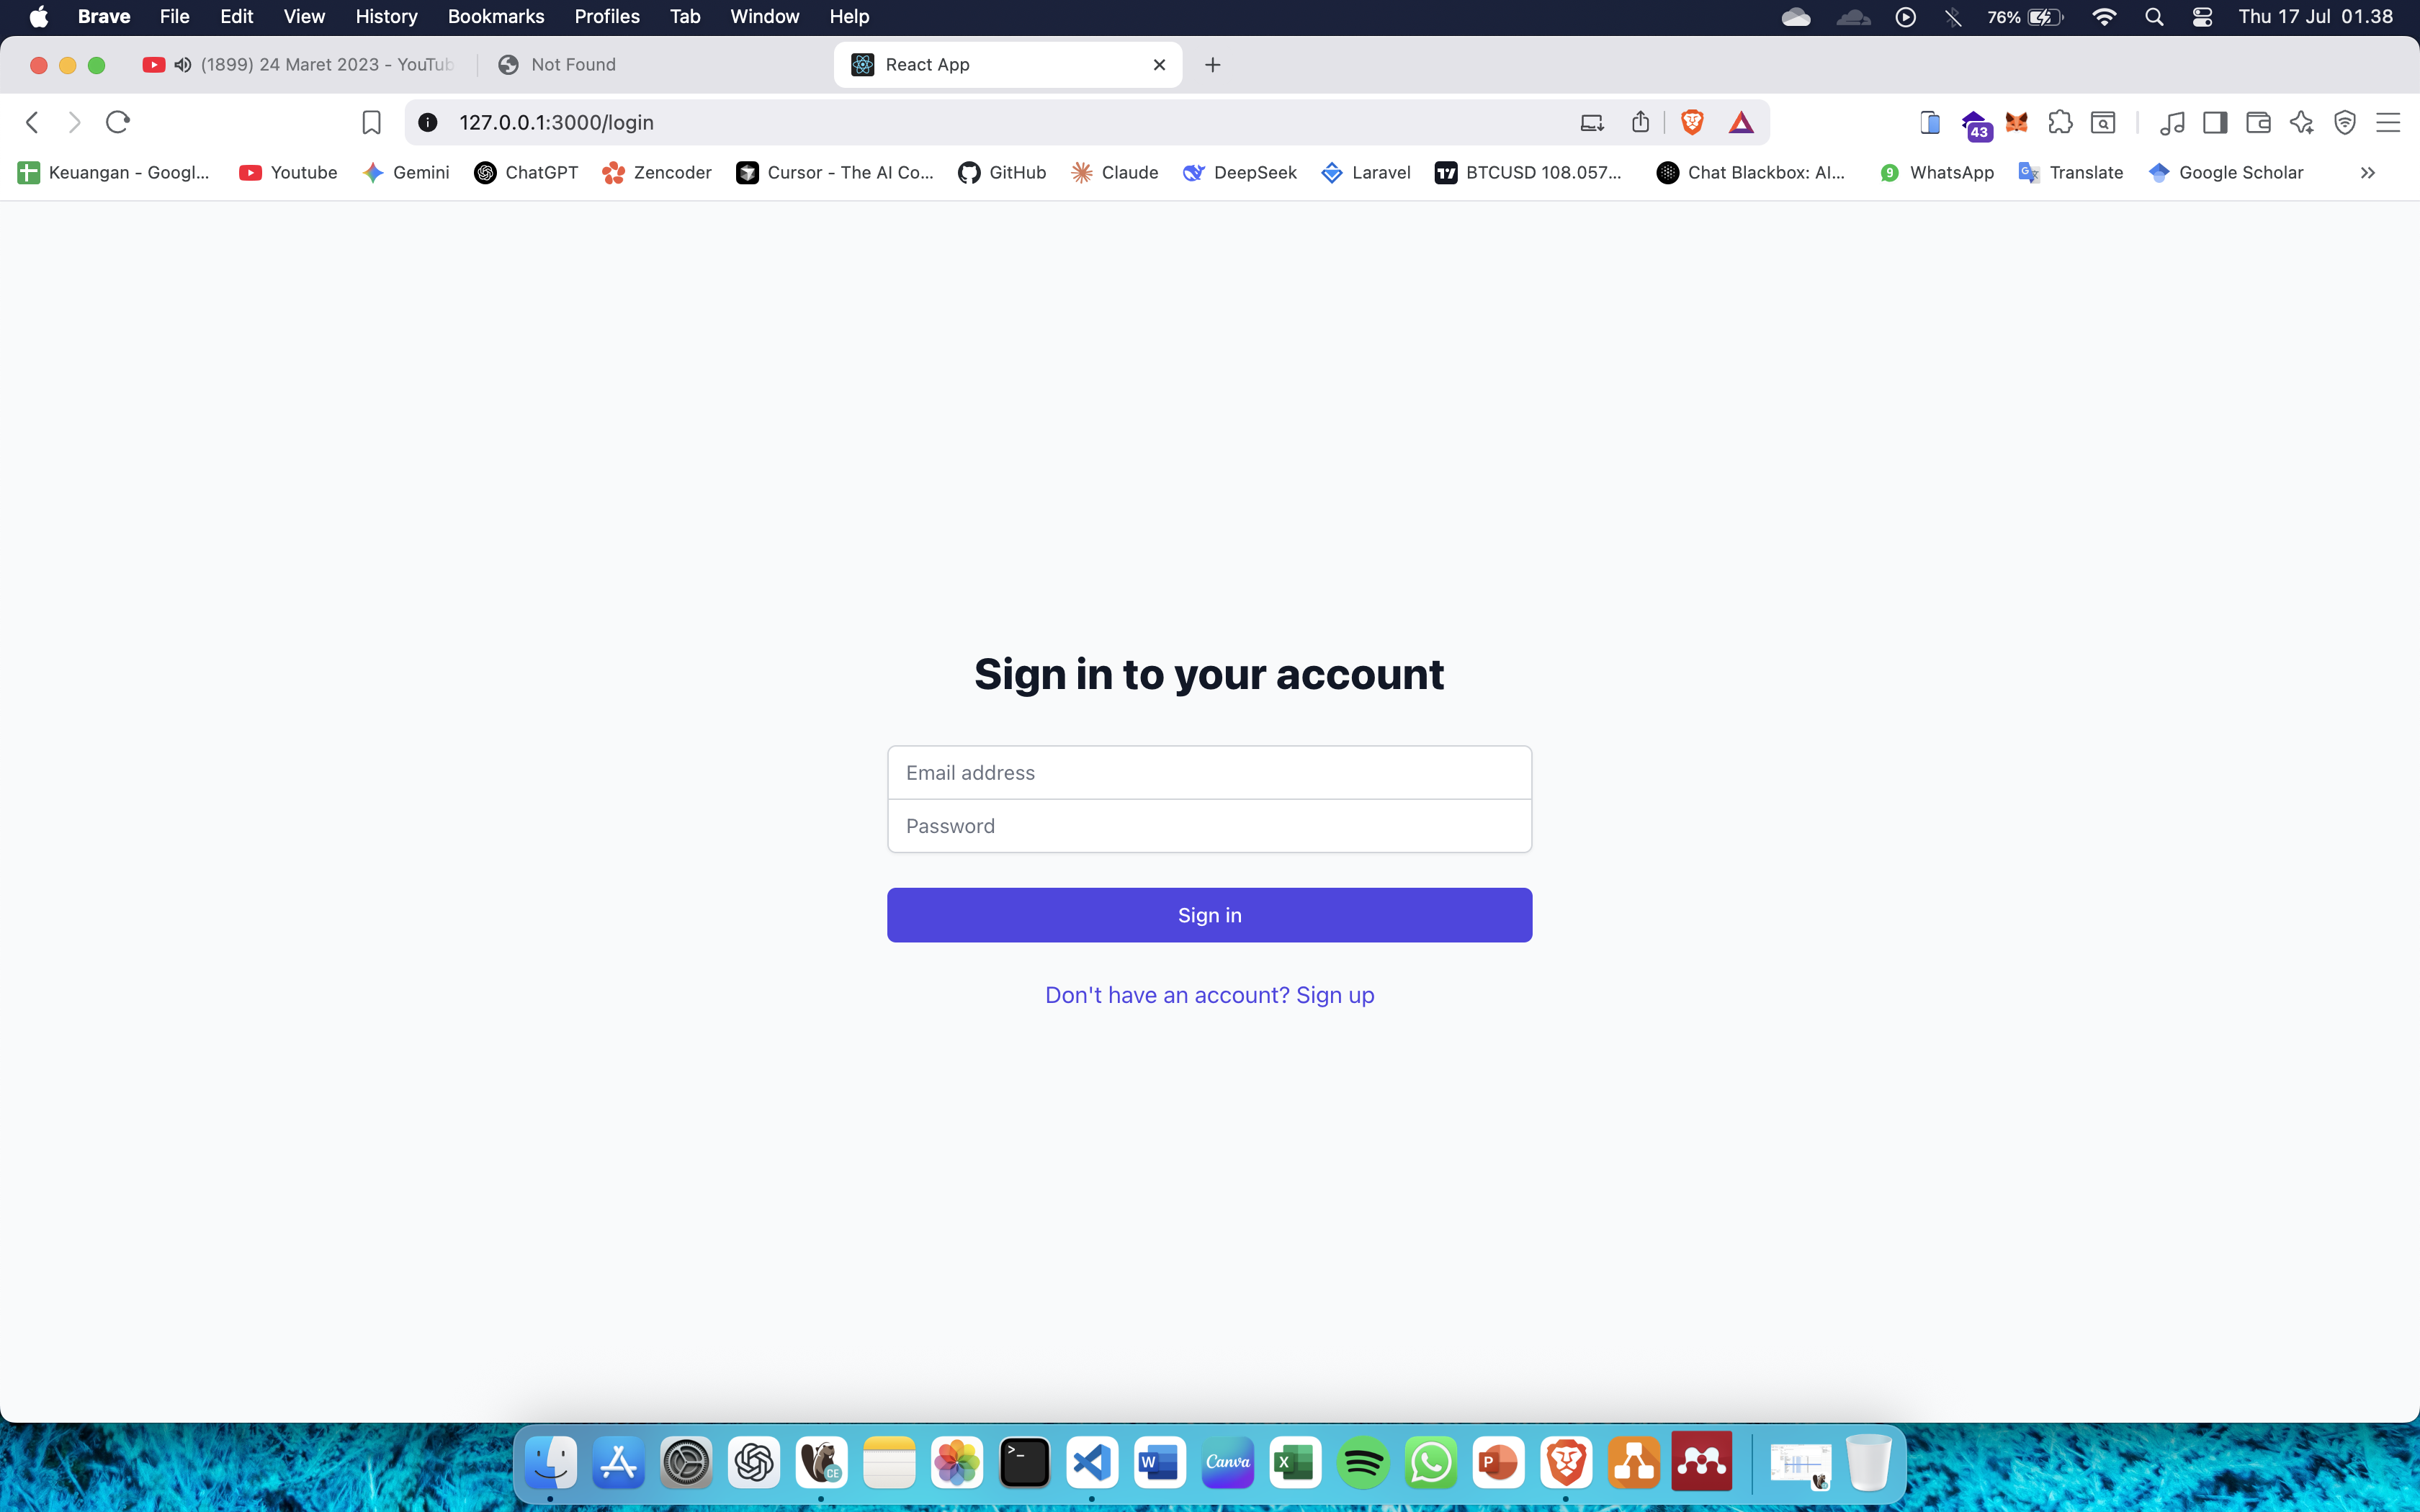 Brave File Edit View History Bookmarks Profiles Tab Window Help 76% Thu 17 Jul 01.38
(1899) 24 Maret 2023 - YouTub Not Found React App
127.0.0.1:3000/login 43
Keuangan - Googl... Youtube Gemini ChatGPT Zencoder Cursor - The AI Co... GitHub Claude DeepSeek Laravel BTCUSD 108.057... Chat Blackbox: AI... 9 WhatsApp Translate Google Scholar
Sign in to your account
Email address
Password
Sign in
Don't have an account? Sign up
CE >_ W Canva X P